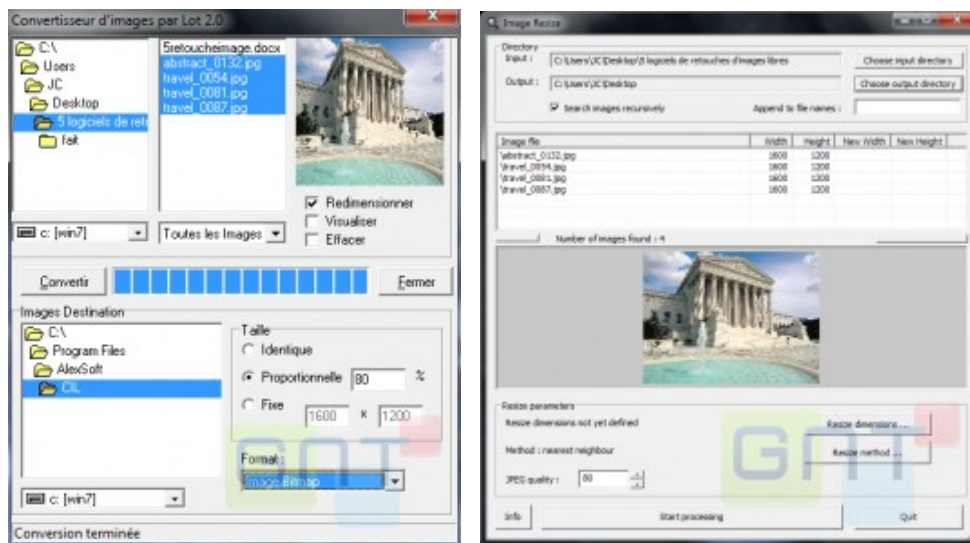 Convertisseur d'images par Lot 2.0
C:\
Users
JC
Desktop
5 logiciels de ret
fait
5retoucheimage.docx
abstract_0132.jpg
travel_0054.jpg
travel_0081.jpg
travel_0087.jpg
Redimensionner
Visualiser
Effacer
c: [win7]
Toutes les Images
Convertir
Fermer
Images Destination
C:\
Program Files
AlexSoft
CIL
Taille
Identique
Proportionnelle 80 %
Fixe 1600 x 1200
Format :
Image Bitmap
c: [win7]
Conversion terminée
GNT
Image Resize
Directory
Input : C:\Users\JC\Desktop\5 logiciels de retouches d'images libres
Choose input directory
Output : C:\Users\JC\Desktop
Choose output directory
Search images recursively
Append to file names :
Image file Width Height New Width New Height
\abstract_0132.jpg 1600 1200
\travel_0054.jpg 1600 1200
\travel_0081.jpg 1600 1200
\travel_0087.jpg 1600 1200
Number of images found : 4
Resize parameters
Resize dimensions not yet defined
Resize dimensions ...
Method : nearest neighbour
Resize method ...
JPEG quality : 80
Info
Start processing
Quit
GNT